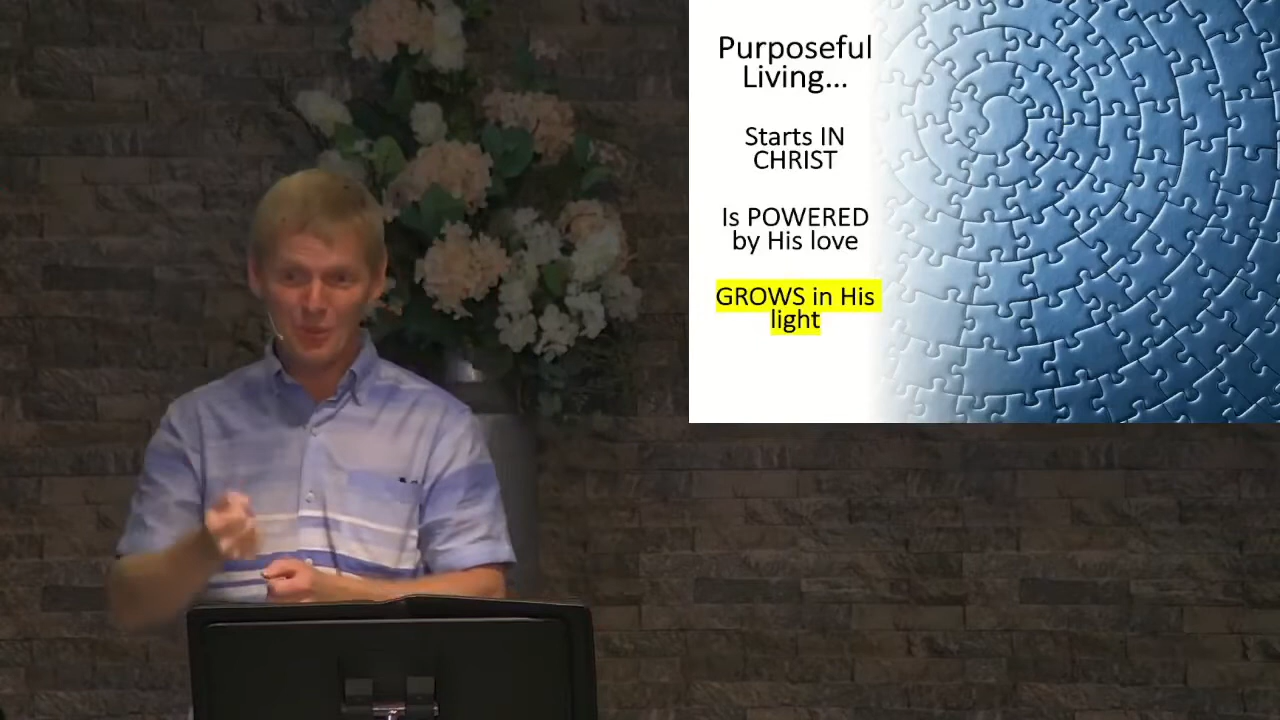 Purposeful
Living...
Starts IN
CHRIST
Is POWERED
by His love
GROWS in His
light